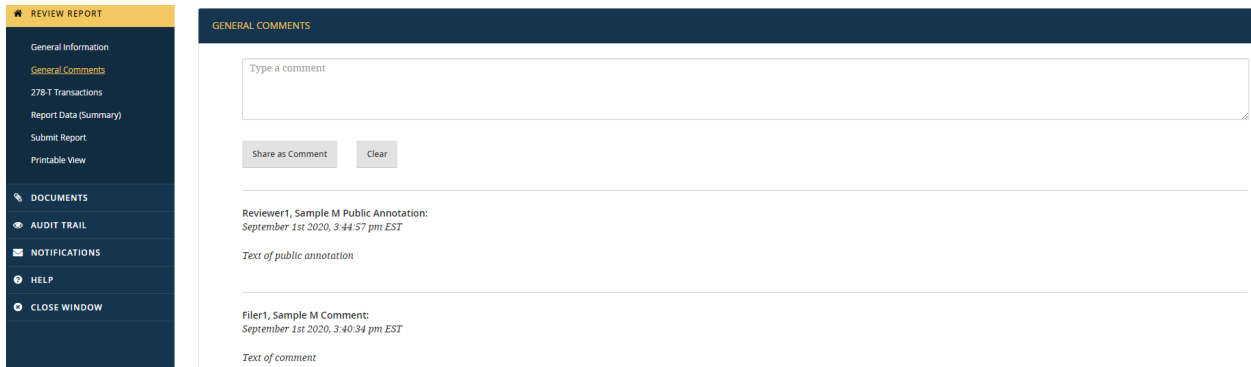 REVIEW REPORT
General Information
General Comments
278-T Transactions
Report Data (Summary)
Submit Report
Printable View
DOCUMENTS
AUDIT TRAIL
NOTIFICATIONS
HELP
CLOSE WINDOW
GENERAL COMMENTS
Type a comment
Share as Comment
Clear
Reviewer1, Sample M Public Annotation:
September 1st 2020, 3:44:57 pm EST
Text of public annotation
Filer1, Sample M Comment:
September 1st 2020, 3:40:34 pm EST
Text of comment